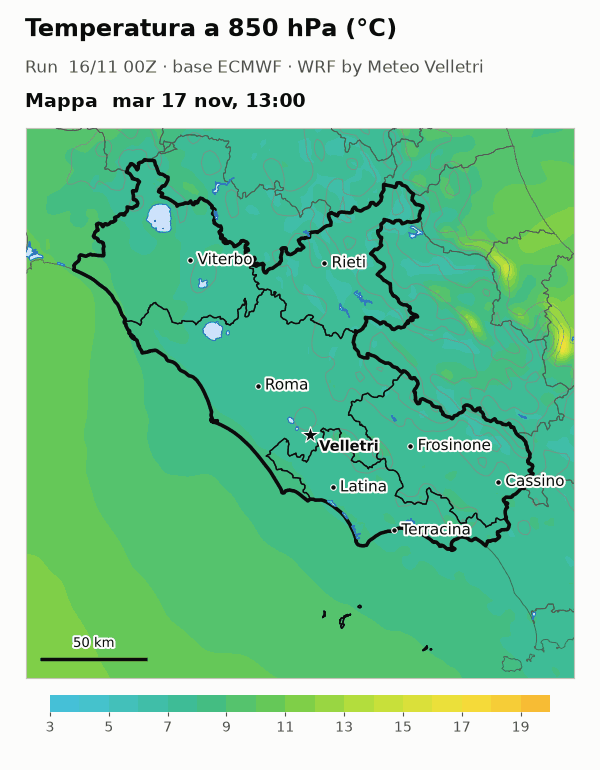 Temperatura a 850 hPa (°C)
Run  16/11 00Z · base ECMWF · WRF by Meteo Velletri
Mappa  mar 17 nov, 13:00
Viterbo
Rieti
Roma
Velletri
Frosinone
Latina
Cassino
Terracina
50 km
3 5 7 9 11 13 15 17 19